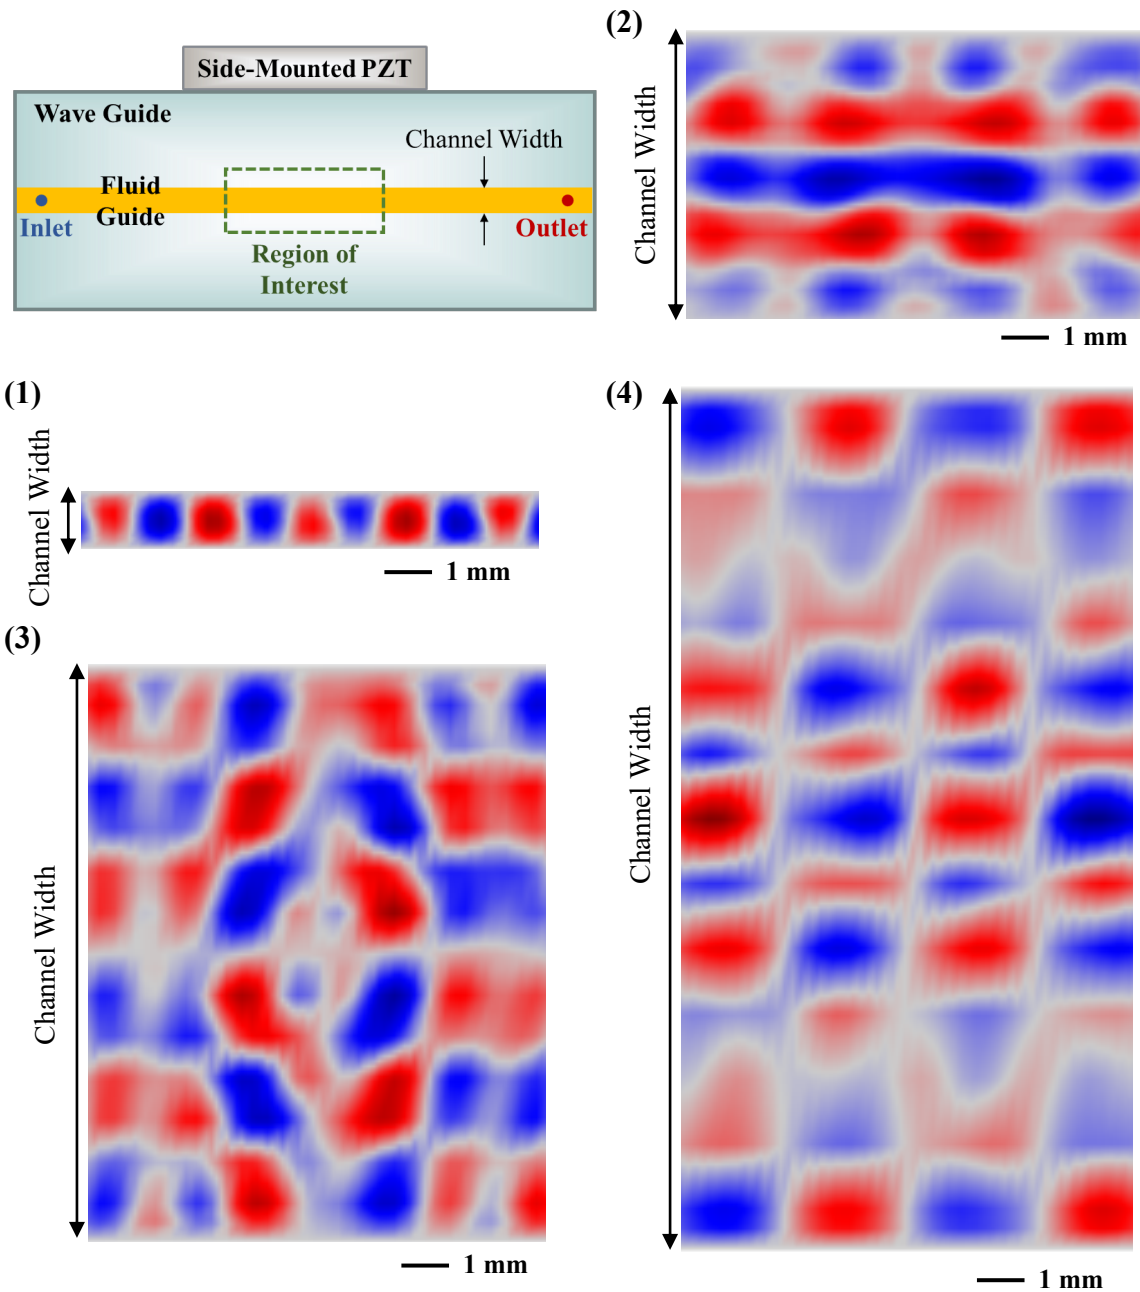 Side-Mounted PZT
Wave Guide
Channel Width
Fluid
Guide
Inlet
Outlet
Region of
Interest
(2)
Channel Width
1 mm
(1)
Channel Width
1 mm
(3)
Channel Width
1 mm
(4)
Channel Width
1 mm